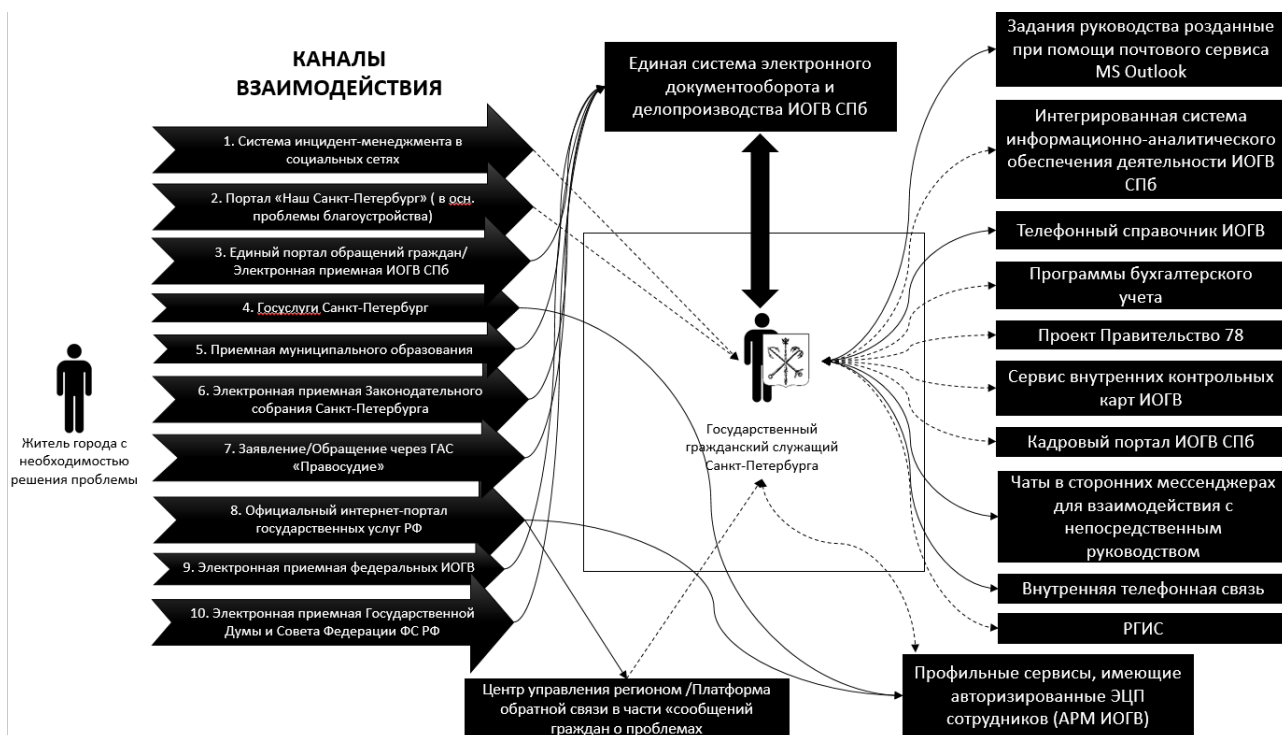 КАНАЛЫ
ВЗАИМОДЕЙСТВИЯ
1. Система инцидент-менеджмента в
социальных сетях
2. Портал «Наш Санкт-Петербург» ( в осн.
проблемы благоустройства)
3. Единый портал обращений граждан/
Электронная приемная ИОГВ СПб
4. Госуслуги Санкт-Петербург
5. Приемная муниципального образования
6. Электронная приемная Законодательного
собрания Санкт-Петербурга
7. Заявление/Обращение через ГАС
«Правосудие»
8. Официальный интернет-портал
государственных услуг РФ
9. Электронная приемная федеральных ИОГВ
10. Электронная приемная Государственной
Думы и Совета Федерации ФС РФ
Житель города с
необходимостью
решения проблемы
Единая система электронного
документооборота и
делопроизводства ИОГВ СПб
Государственный
гражданский служащий
Санкт-Петербурга
Центр управления регионом /Платформа
обратной связи в части «сообщений
граждан о проблемах
Задания руководства розданные
при помощи почтового сервиса
MS Outlook
Интегрированная система
информационно-аналитического
обеспечения деятельности ИОГВ
СПб
Телефонный справочник ИОГВ
Программы бухгалтерского
учета
Проект Правительство 78
Сервис внутренних контрольных
карт ИОГВ
Кадровый портал ИОГВ СПб
Чаты в сторонних мессенджерах
для взаимодействия с
непосредственным
руководством
Внутренняя телефонная связь
РГИС
Профильные сервисы, имеющие
авторизированные ЭЦП
сотрудников (АРМ ИОГВ)